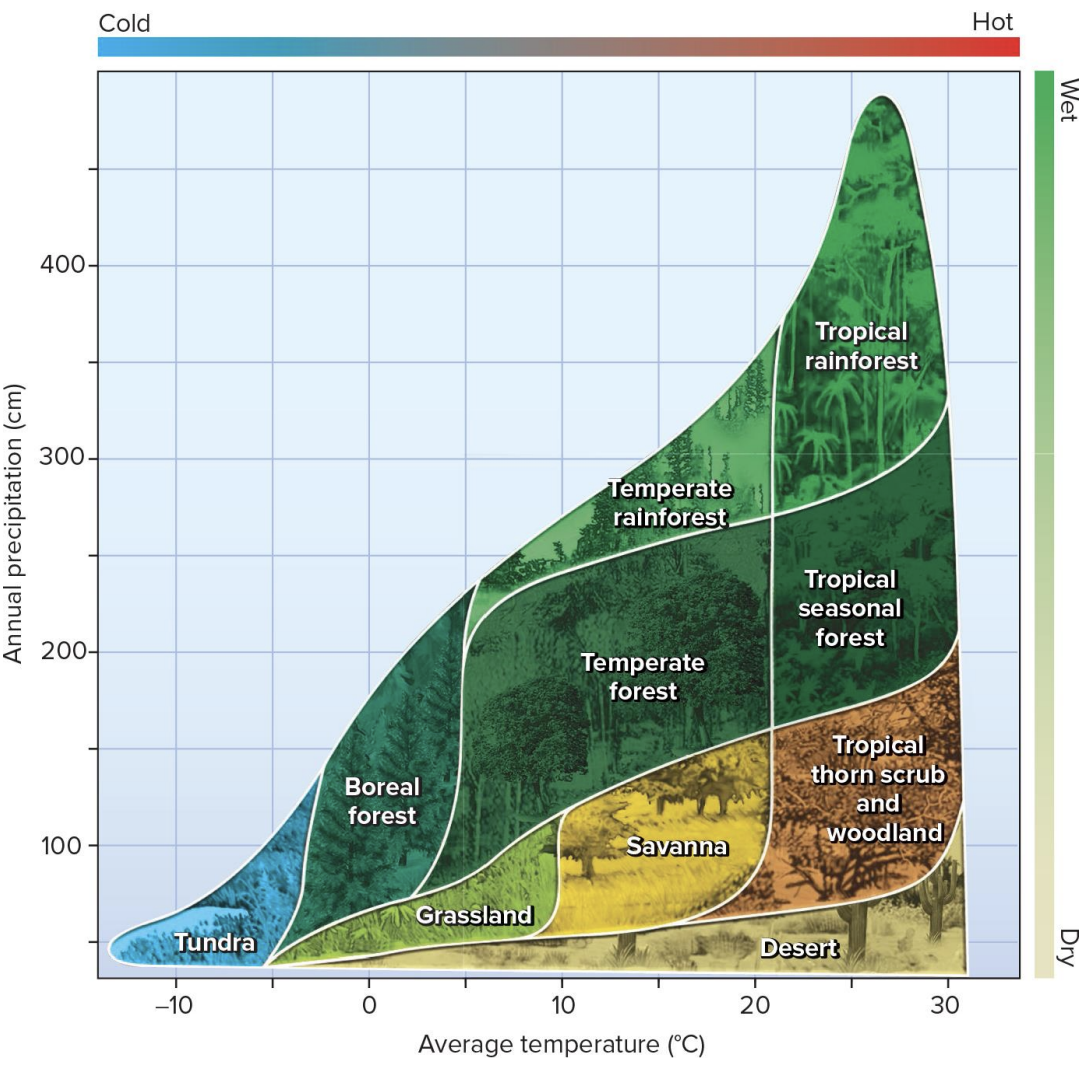 Cold
Hot
Wet
Dry
Annual precipitation (cm)
400
300
200
100
Tropical
rainforest
Temperate
rainforest
Tropical
seasonal
forest
Temperate
forest
Tropical
thorn scrub
and
woodland
Boreal
forest
Savanna
Grassland
Tundra
Desert
–10
0
10
20
30
Average temperature (°C)